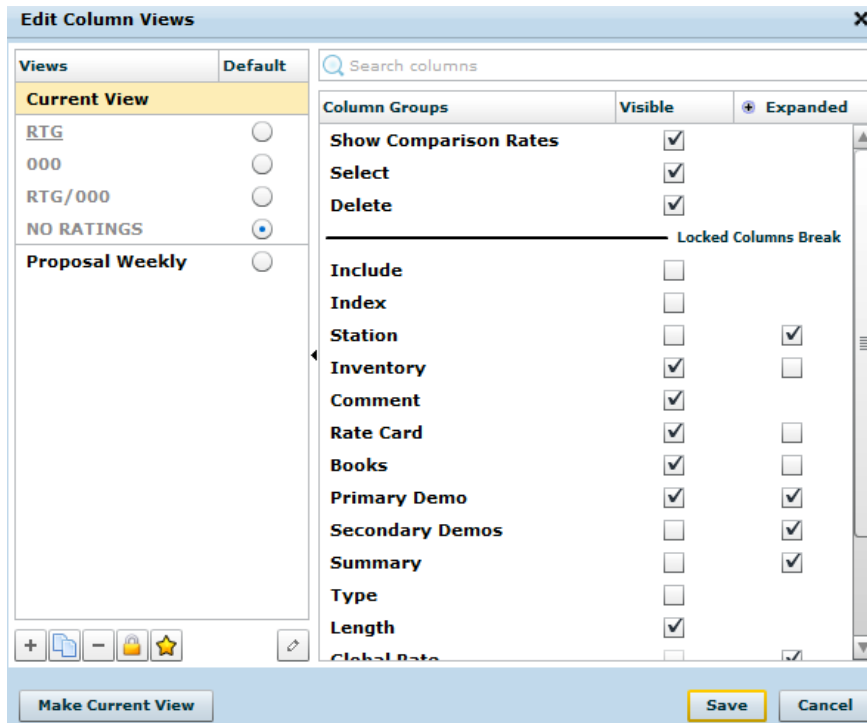 Edit Column Views
Views Default
Current View
RTG
000
RTG/000
NO RATINGS
Proposal Weekly
Search columns
Column Groups Visible Expanded
Show Comparison Rates
Select
Delete
Locked Columns Break
Include
Index
Station
Inventory
Comment
Rate Card
Books
Primary Demo
Secondary Demos
Summary
Type
Length
Global Rate
Make Current View
Save
Cancel